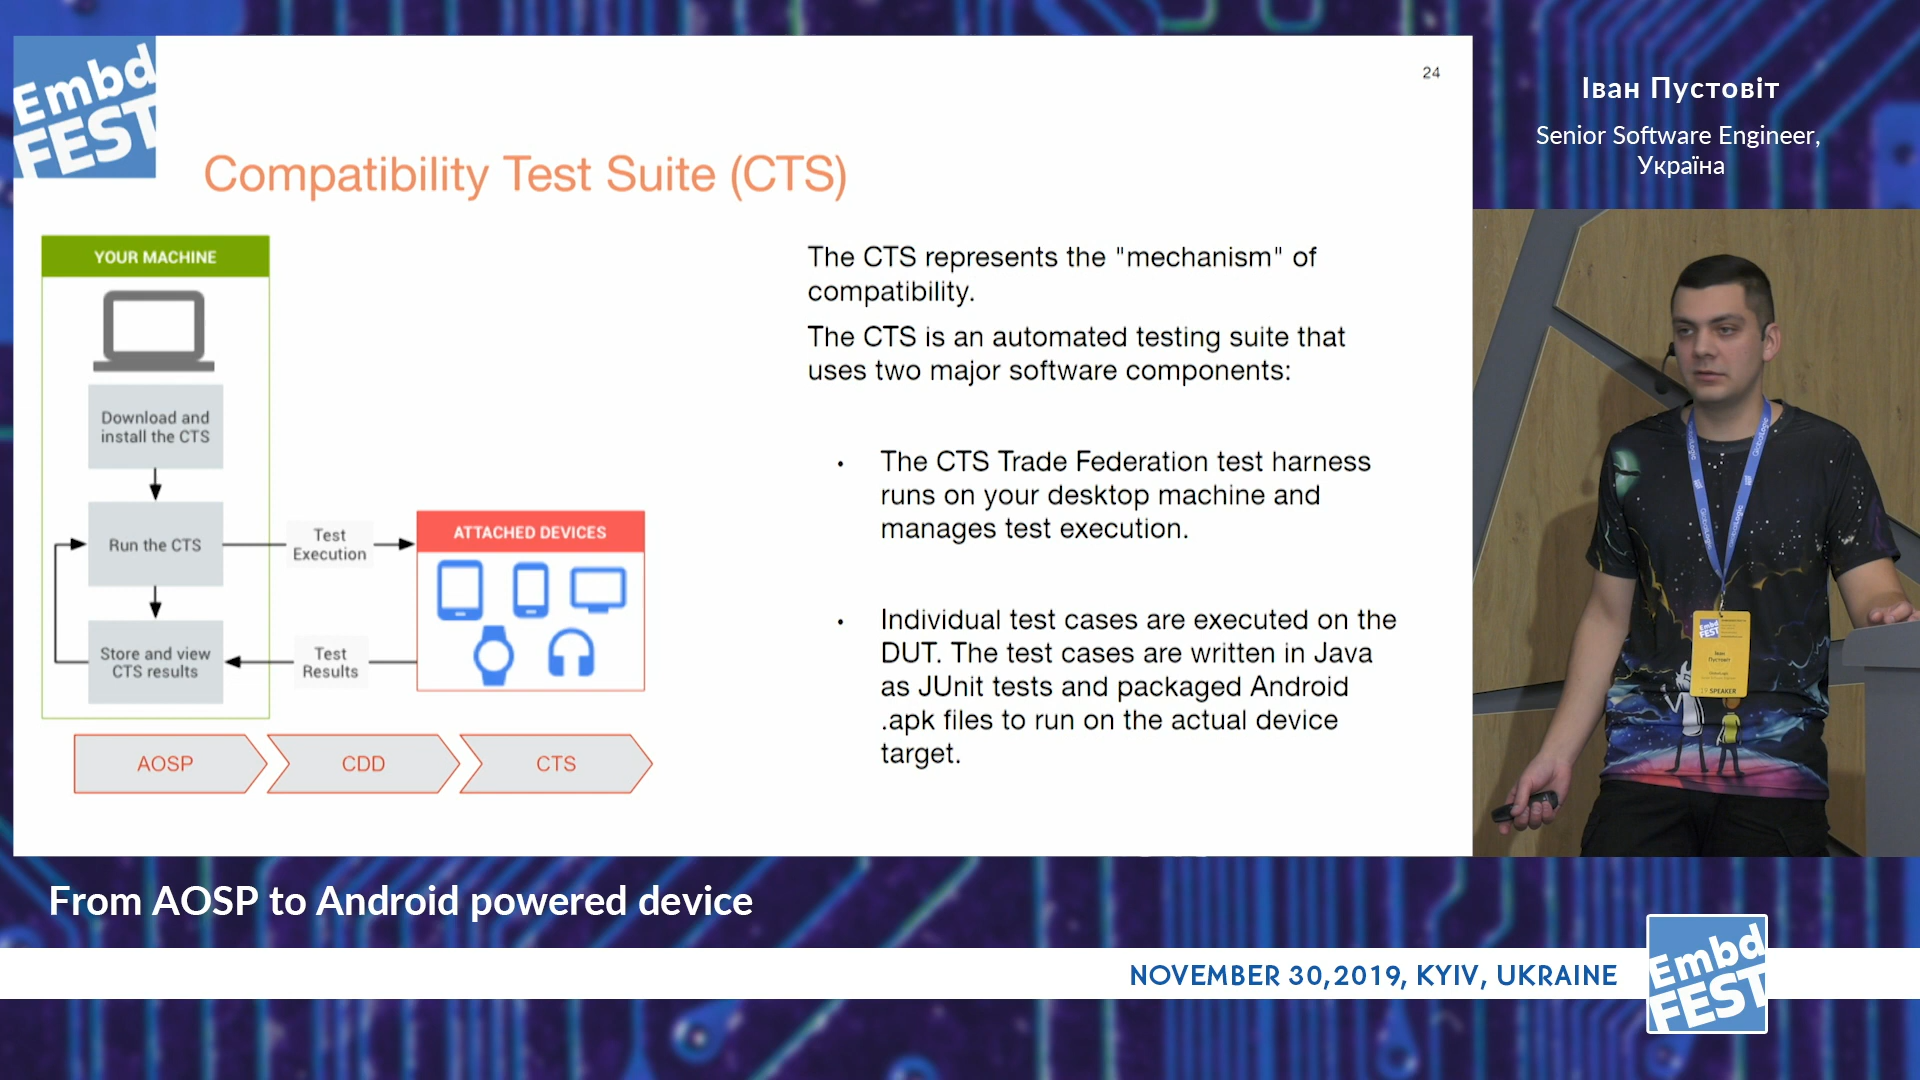 Embd
FEST
24
Compatibility Test Suite (CTS)
YOUR MACHINE
Download and
install the CTS
Run the CTS
Store and view
CTS results
Test
Execution
Test
Results
ATTACHED DEVICES
AOSP
CDD
CTS
The CTS represents the "mechanism" of
compatibility.
The CTS is an automated testing suite that
uses two major software components:
• The CTS Trade Federation test harness
runs on your desktop machine and
manages test execution.
• Individual test cases are executed on the
DUT. The test cases are written in Java
as JUnit tests and packaged Android
.apk files to run on the actual device
target.
Іван Пустовіт
Senior Software Engineer,
Україна
GlobalLogic
Embd
FEST
Іван
Пустовіт
SPEAKER
From AOSP to Android powered device
NOVEMBER 30,2019, KYIV, UKRAINE
Embd
FEST